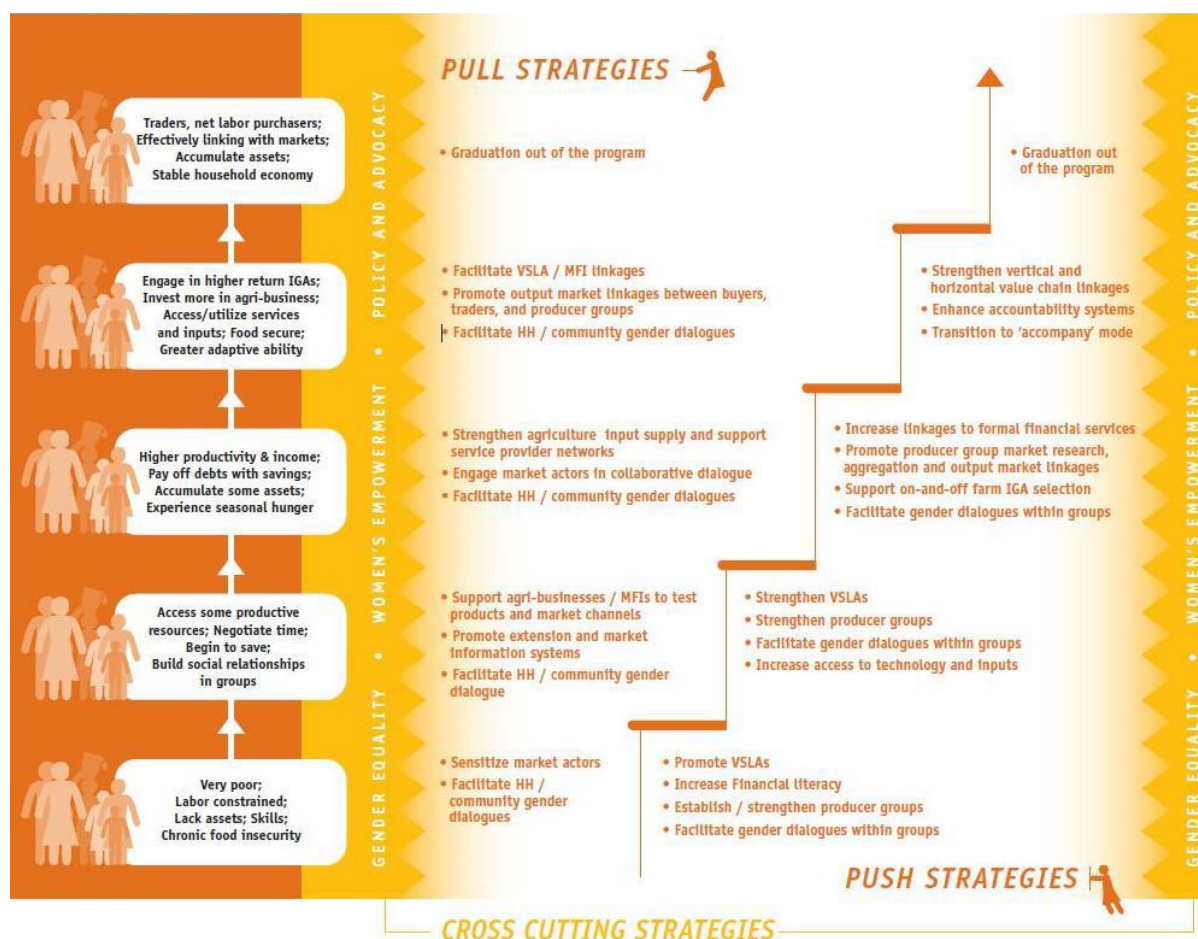 PULL STRATEGIES
Traders, net labor purchasers;
Effectively linking with markets;
Accumulate assets;
Stable household economy
• Graduation out of the program
• Graduation out
of the program
Engage in higher return IGAs;
Invest more in agri-business;
Access/utilize services
and inputs; Food secure;
Greater adaptive ability
• Facilitate VSLA / MFI linkages
• Promote output market linkages between buyers,
traders, and producer groups
• Facilitate HH / community gender dialogues
• Strengthen vertical and
horizontal value chain linkages
• Enhance accountability systems
• Transition to ‘accompany’ mode
Higher productivity & income;
Pay off debts with savings;
Accumulate some assets;
Experience seasonal hunger
• Strengthen agriculture input supply and support
service provider networks
• Engage market actors in collaborative dialogue
• Facilitate HH / community gender dialogues
• Increase linkages to formal financial services
• Promote producer group market research,
aggregation and output market linkages
• Support on-and-off farm IGA selection
• Facilitate gender dialogues within groups
Access some productive
resources; Negotiate time;
Begin to save;
Build social relationships
in groups
• Support agri-businesses / MFIs to test
products and market channels
• Promote extension and market
information systems
• Facilitate HH / community gender
dialogue
• Strengthen VSLAs
• Strengthen producer groups
• Facilitate gender dialogues within groups
• Increase access to technology and inputs
Very poor;
Labor constrained;
Lack assets; Skills;
Chronic food insecurity
• Sensitize market actors
• Facilitate HH /
community gender
dialogues
• Promote VSLAs
• Increase Financial literacy
• Establish / strengthen producer groups
• Facilitate gender dialogues within groups
PUSH STRATEGIES
GENDER EQUALITY • WOMEN'S EMPOWERMENT • POLICY AND ADVOCACY
GENDER EQUALITY • WOMEN'S EMPOWERMENT • POLICY AND ADVOCACY
CROSS CUTTING STRATEGIES